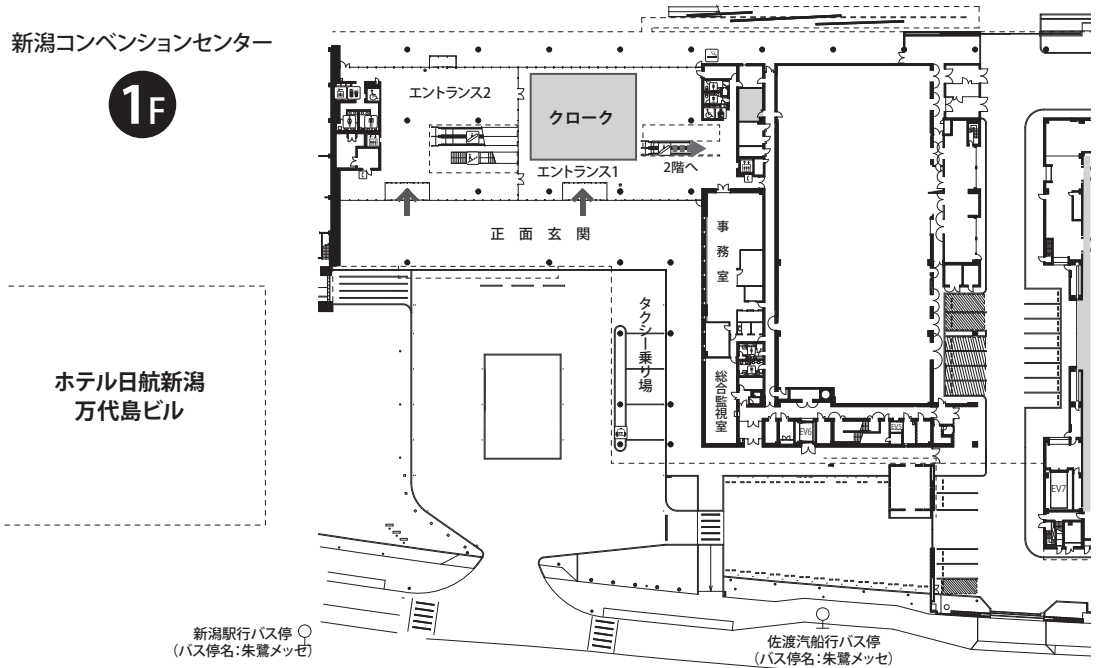 新潟コンベンションセンター
1F
エントランス2
クローク
エントランス1
2階へ
正面玄関
事務室
タクシー乗り場
総合監視室
ホテル日航新潟
万代島ビル
EV6
EV5
EV7
新潟駅行バス停
(バス停名:朱鷺メッセ)
佐渡汽船行バス停
(バス停名:朱鷺メッセ)